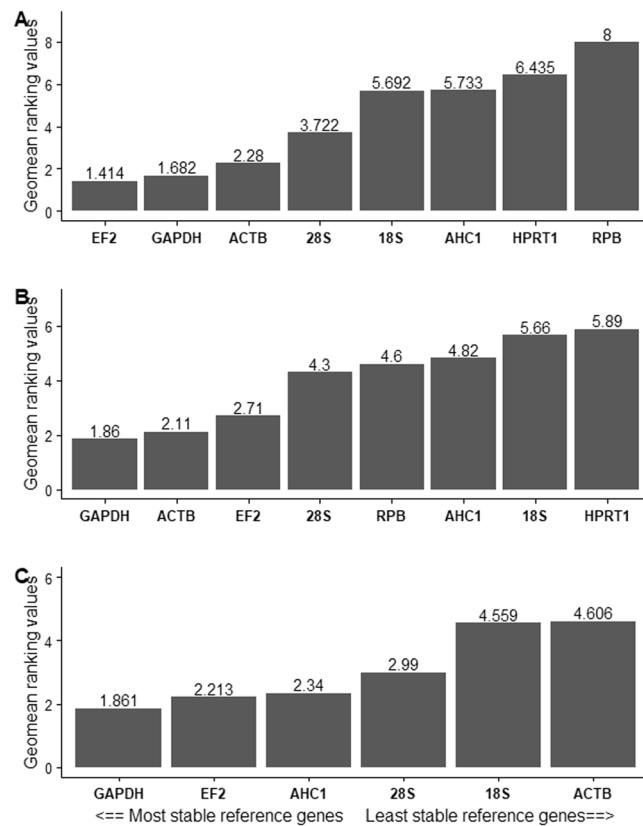 A
Geomean ranking values
8
6
4
2
0
1.414 1.682 2.28 3.722 5.692 5.733 6.435 8
EF2 GAPDH ACTB 28S 18S AHC1 HPRT1 RPB
B
Geomean ranking values
6
4
2
0
1.86 2.11 2.71 4.3 4.6 4.82 5.66 5.89
GAPDH ACTB EF2 28S RPB AHC1 18S HPRT1
C
Geomean ranking values
6
4
2
0
1.861 2.213 2.34 2.99 4.559 4.606
GAPDH EF2 AHC1 28S 18S ACTB
<== Most stable reference genes Least stable reference genes==>